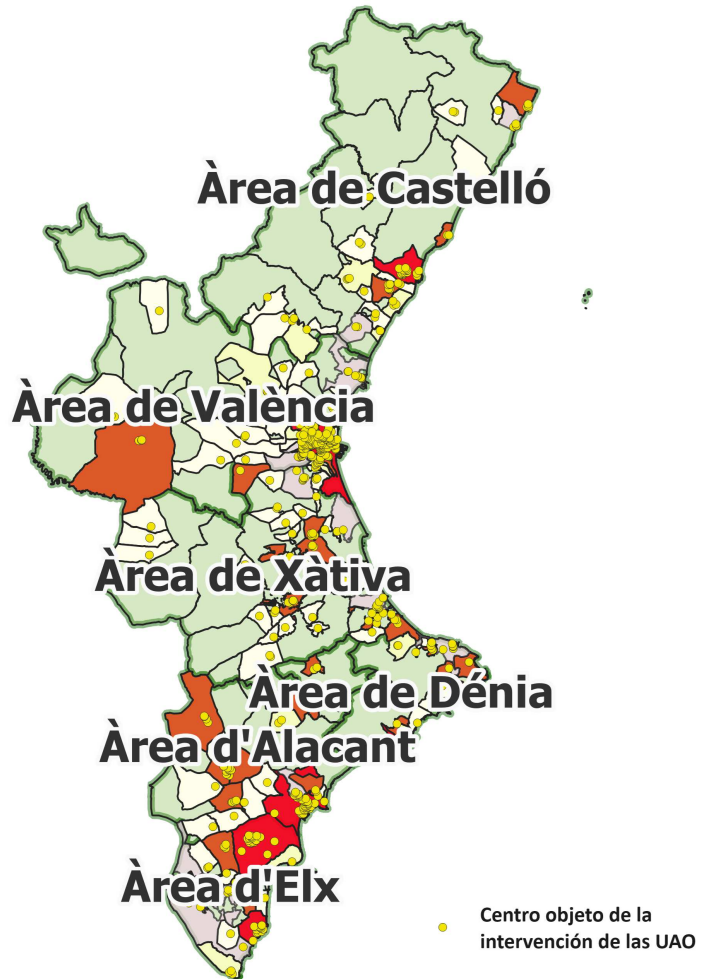 Àrea de Castelló
Àrea de València
Àrea de Xàtiva
Àrea de Dénia
Àrea d'Alacant
Àrea d'Elx
Centro objeto de la
intervención de las UAO